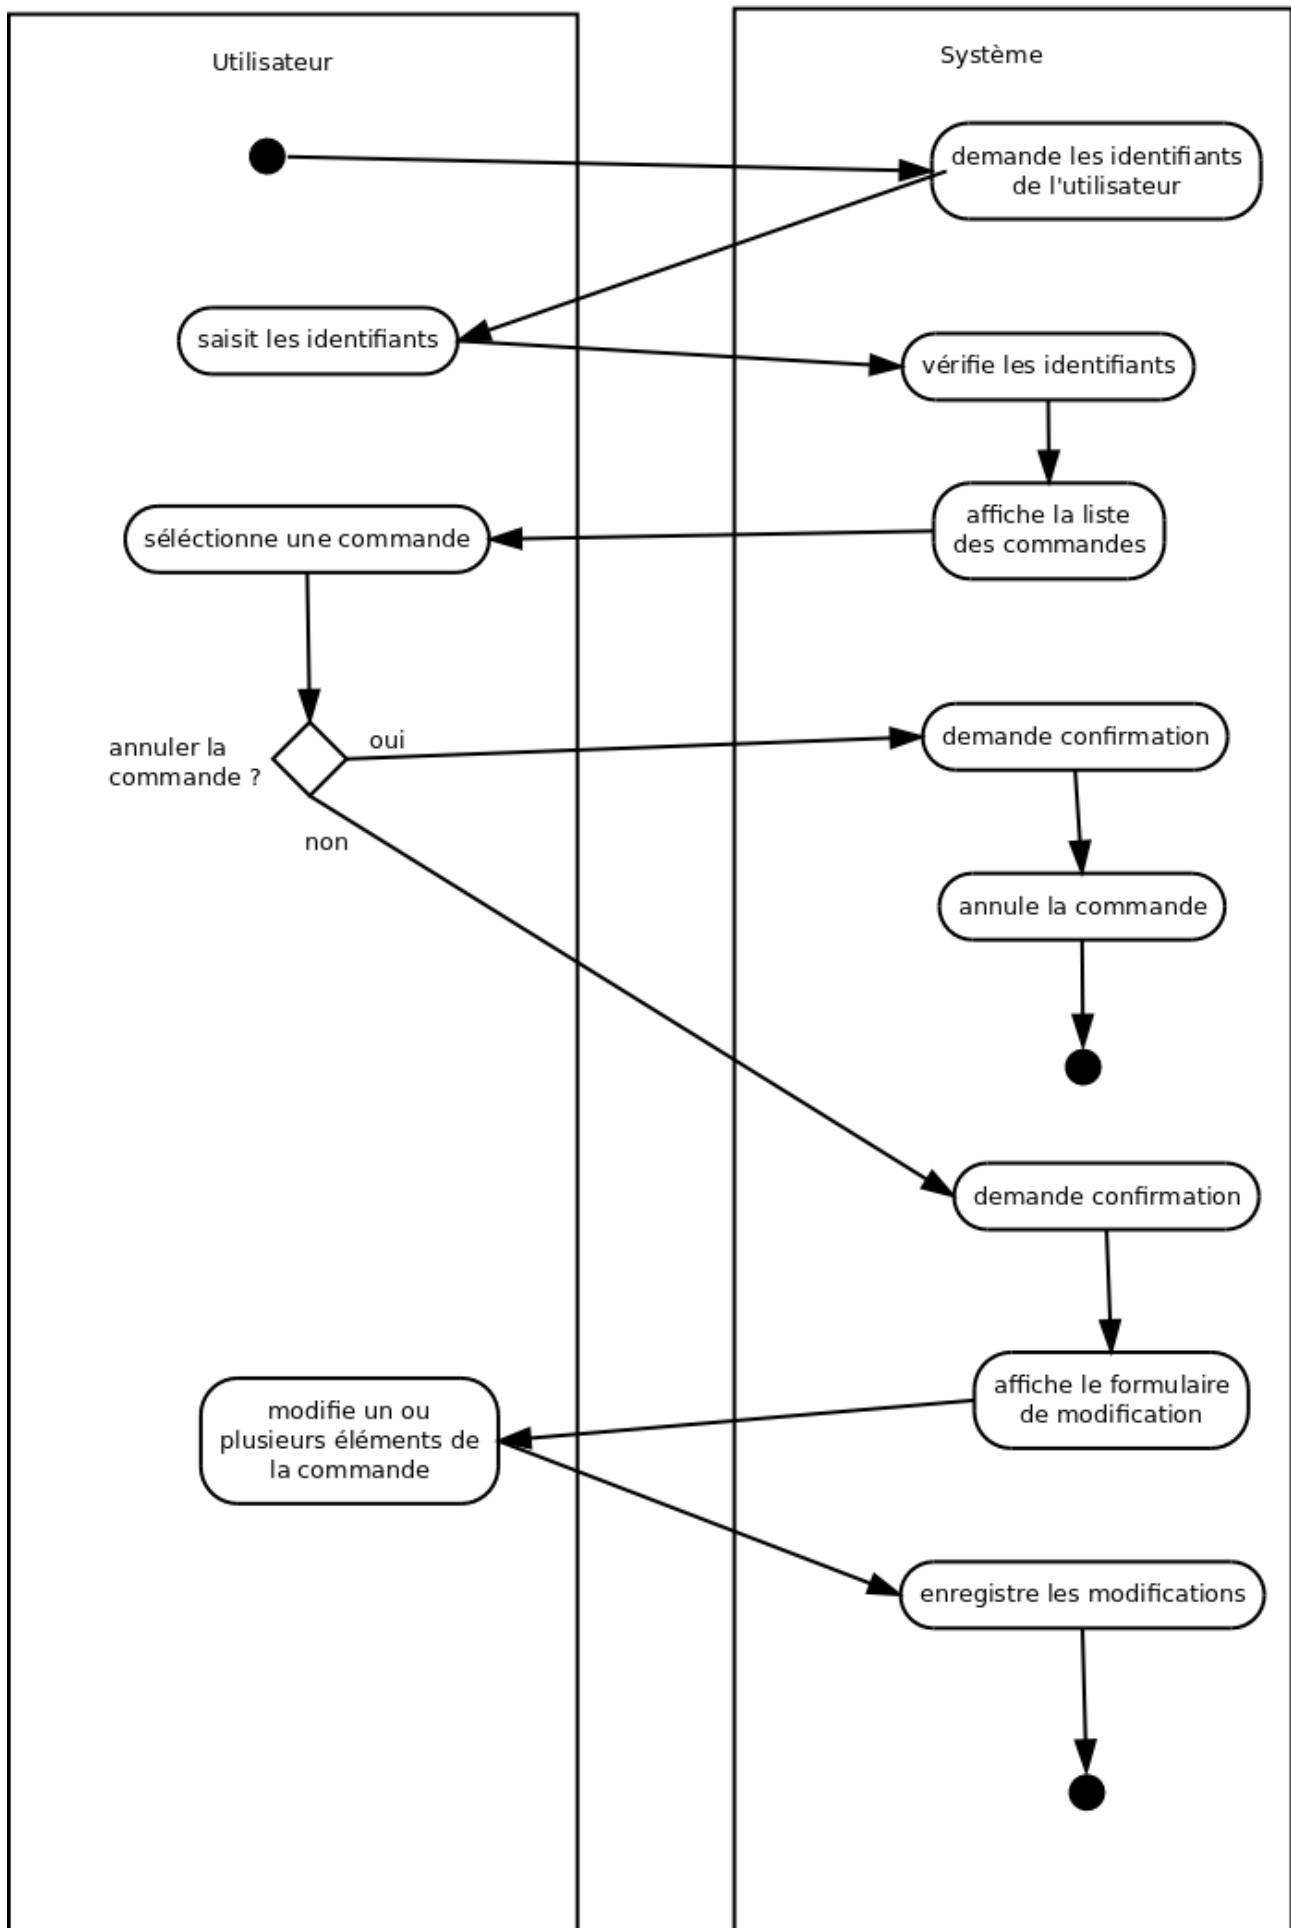 Utilisateur
Système
demande les identifiants
de l'utilisateur
saisit les identifiants
vérifie les identifiants
affiche la liste
des commandes
séléctionne une commande
annuler la
commande ?
oui
non
demande confirmation
annule la commande
demande confirmation
affiche le formulaire
de modification
modifie un ou
plusieurs éléments de
la commande
enregistre les modifications